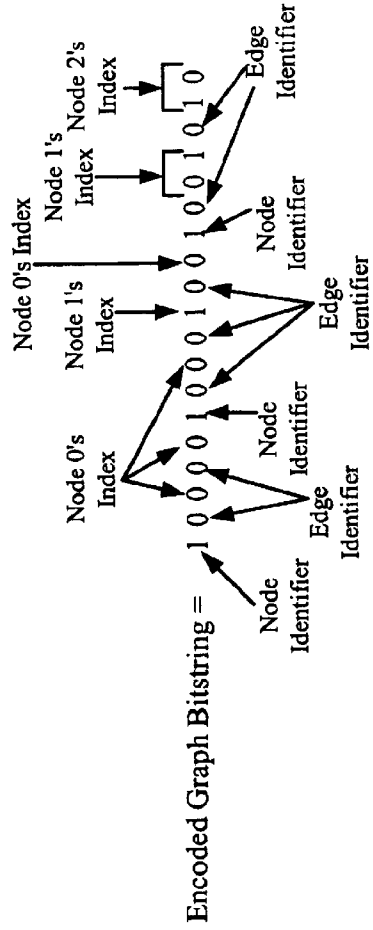 Node 0's
Index
Node 1's
Index
Node 0's Index
Node 1's
Index
Node 2's
Index
Encoded Graph Bitstring = 1 0 0 0 0 1 0 0 0 1 0 0 1 0 0 1 0 1 0
Node
Identifier
Edge
Identifier
Node
Identifier
Edge
Identifier
Node
Identifier
Edge
Identifier